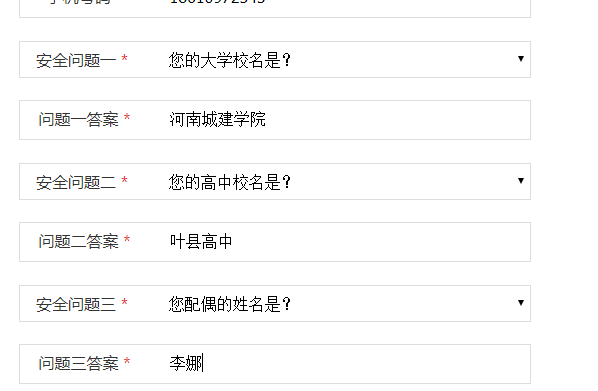 安全问题一 * 您的大学校名是？
问题一答案 * 河南城建学院
安全问题二 * 您的高中校名是？
问题二答案 * 叶县高中
安全问题三 * 您配偶的姓名是？
问题三答案 * 李娜